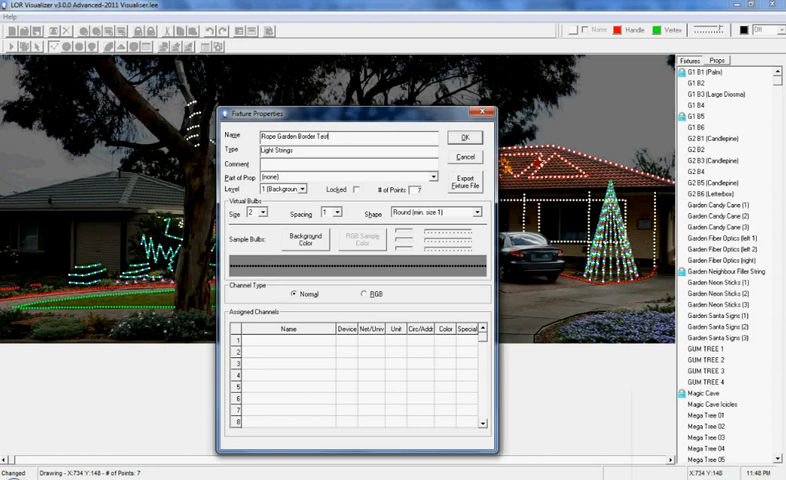 LOR Visualizer v3.0.0 Advanced-2011 Visualiser.lee
Help
Name
Handle
Vertex
Off
Fixtures
Props
G1 B1 (Palm)
G1 B2
G1 B3 (Large Diorma)
G1 B4
G1 B5
G1 B6
G2 B1 (Candlepine)
G2 B2
G2 B3 (Candlepine)
G2 B4
G2 B5 (Candlepine)
G2 B6 (Letterbox)
Garden Candy Cane (1)
Garden Candy Cane (2)
Garden Candy Cane (3)
Garden Fiber Optics (left 1)
Garden Fiber Optics (left 2)
Garden Fiber Optics (right)
Garden Neighbour Filler String
Garden Neon Sticks (1)
Garden Neon Sticks (2)
Garden Neon Sticks (3)
Garden Santa Signs (1)
Garden Santa Signs (2)
Garden Santa Signs (3)
GUM TREE 1
GUM TREE 2
GUM TREE 3
GUM TREE 4
Magic Cave
Magic Cave Icicles
Mega Tree 01
Mega Tree 02
Mega Tree 03
Mega Tree 04
Mega Tree 05
Fixture Properties
Name
Rope Garden Border Test
OK
Type
Light Strings
Comment
Cancel
Part of Prop
(none)
Export
Fixture File
Level
1 (Backgroun
Locked
# of Points
7
Virtual Bulbs
Size
2
Spacing
1
Shape
Round (min. size 1)
Sample Bulbs:
Background
Color
RGB Sample
Color
Channel Type
Normal
RGB
Assigned Channels
Name
Device
Net/Univ
Unit
Circ/Addr
Color
Special
1
2
3
4
5
6
7
8
Changed
Drawing - X:734 Y:148 - # of Points: 7
X:734 Y:148
11:48 PM